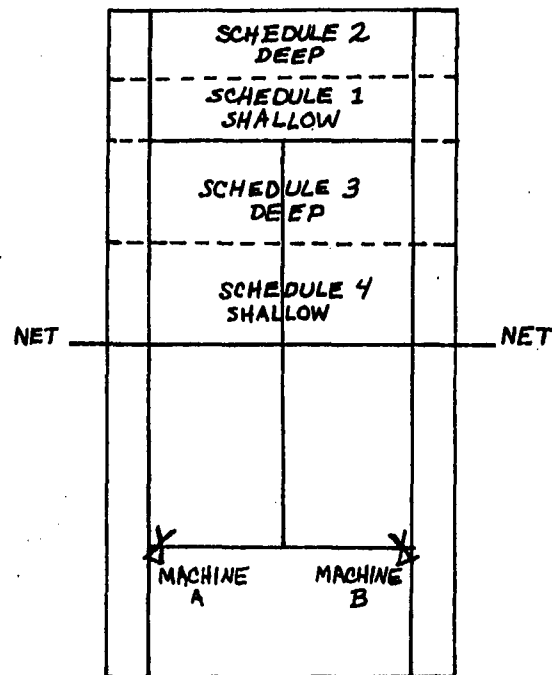 SCHEDULE 2
DEEP
SCHEDULE 1
SHALLOW
SCHEDULE 3
DEEP
SCHEDULE 4
SHALLOW
NET NET
MACHINE MACHINE
A B